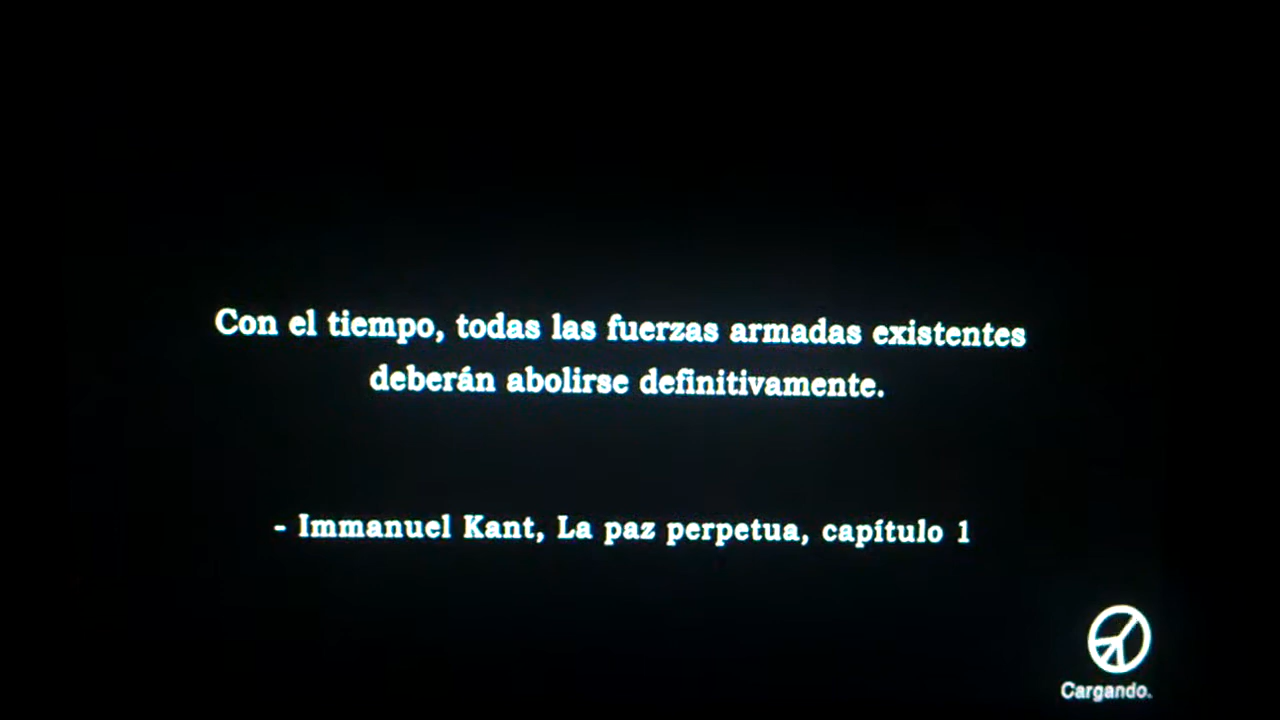 Con el tiempo, todas las fuerzas armadas existentes
deberán abolirse definitivamente.
- Immanuel Kant, La paz perpetua, capítulo 1
Cargando.